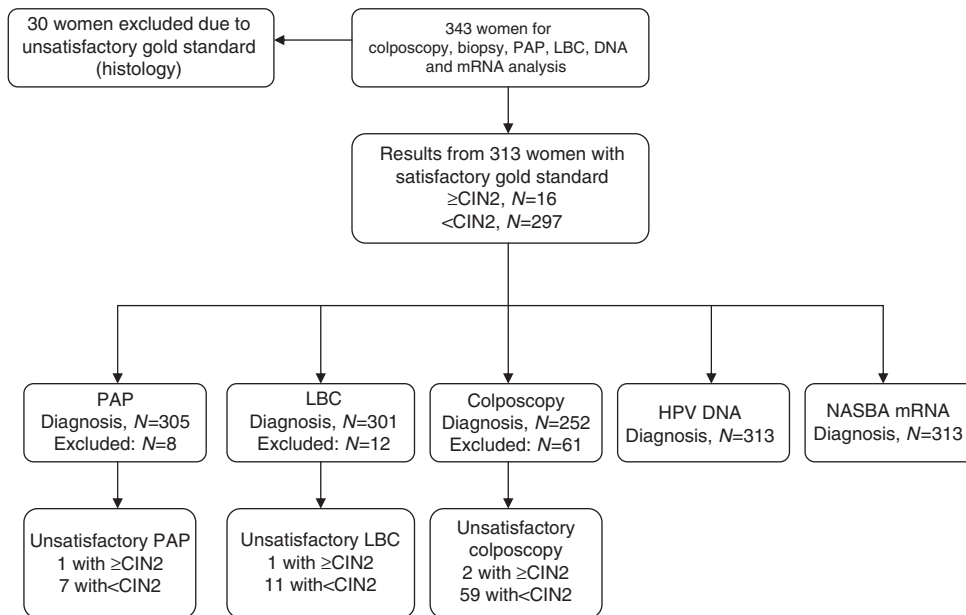 30 women excluded due to
unsatisfactory gold standard
(histology)
343 women for
colposcopy, biopsy, PAP, LBC, DNA
and mRNA analysis
Results from 313 women with
satisfactory gold standard
≥CIN2, N=16
<CIN2, N=297
PAP
Diagnosis, N=305
Excluded: N=8
LBC
Diagnosis, N=301
Excluded: N=12
Colposcopy
Diagnosis, N=252
Excluded: N=61
HPV DNA
Diagnosis, N=313
NASBA mRNA
Diagnosis, N=313
Unsatisfactory PAP
1 with ≥CIN2
7 with<CIN2
Unsatisfactory LBC
1 with ≥CIN2
11 with<CIN2
Unsatisfactory
colposcopy
2 with ≥CIN2
59 with<CIN2